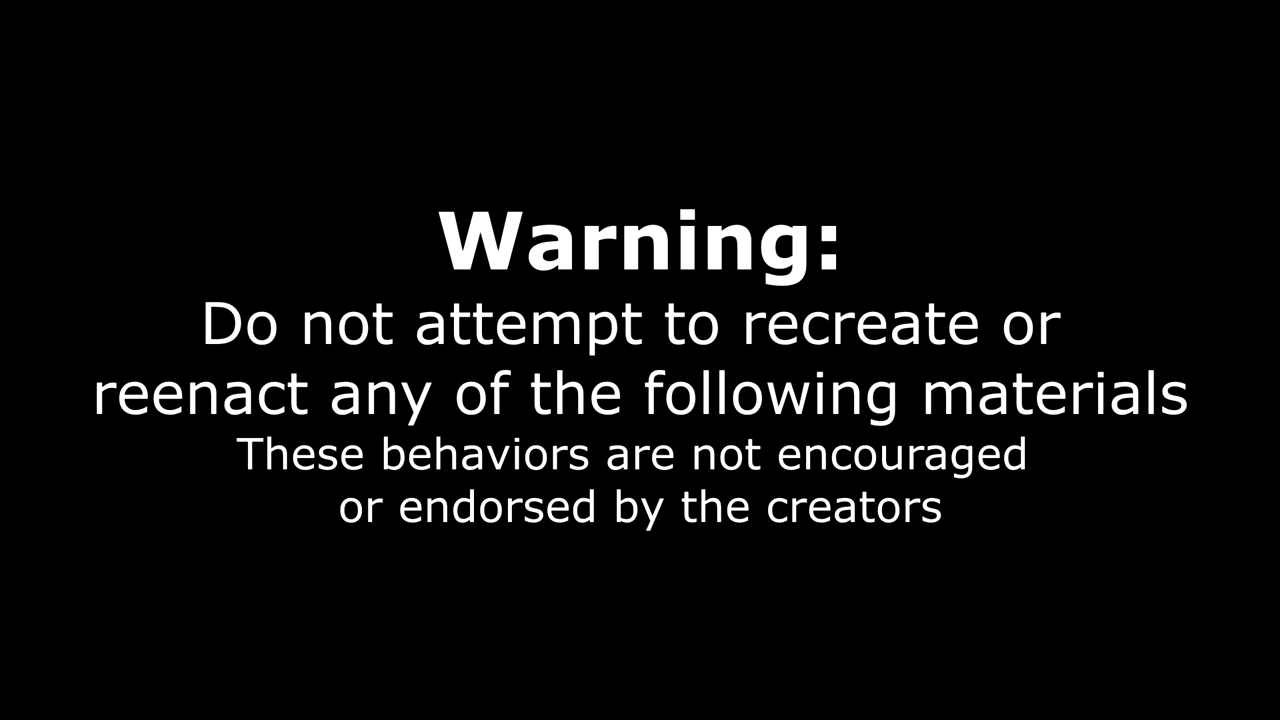 Warning:
Do not attempt to recreate or
reenact any of the following materials
These behaviors are not encouraged
or endorsed by the creators